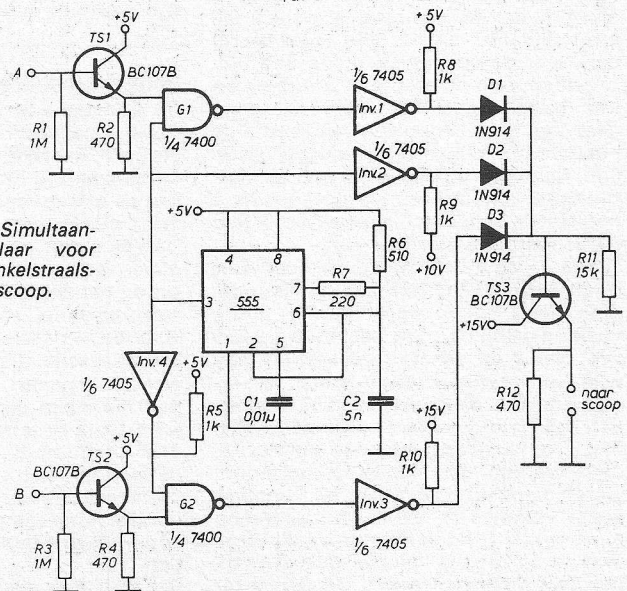 +5V
TS1
A
BC107B
R1
1M
R2
470
G1
¼ 7400
+5V
R8
1k
⅙ 7405
Inv.1
D1
1N914
⅙ 7405
Inv.2
D2
1N914
R9
1k
+10V
D3
1N914
Simultaan-
laar voor
nkelstraals-
scoop.
+5V
4
8
R6
510
R7
220
7
3
555
6
1
2
5
C1
0,01µ
C2
5n
TS3
BC107B
R11
15k
+15V
R12
470
naar
scoop
Inv.4
⅙ 7405
+5V
R5
1k
+5V
TS2
BC107B
B
R3
1M
R4
470
G2
¼ 7400
+15V
R10
1k
Inv.3
⅙ 7405